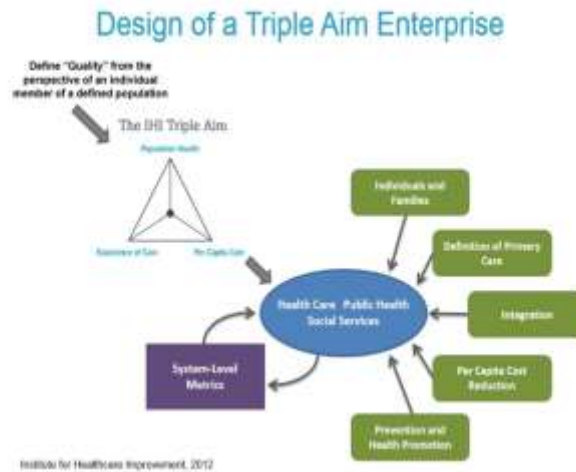 Design of a Triple Aim Enterprise
Define "Quality" from the
perspective of an individual
member of a defined population
The IHI Triple Aim
Population Health
Experience of Care
Per Capita Cost
Individuals and
Families
Definition of Primary
Care
Health Care Public Health
Social Services
Integration
System-Level
Metrics
Per Capita Cost
Reduction
Prevention and
Health Promotion
Institute for Healthcare Improvement, 2012